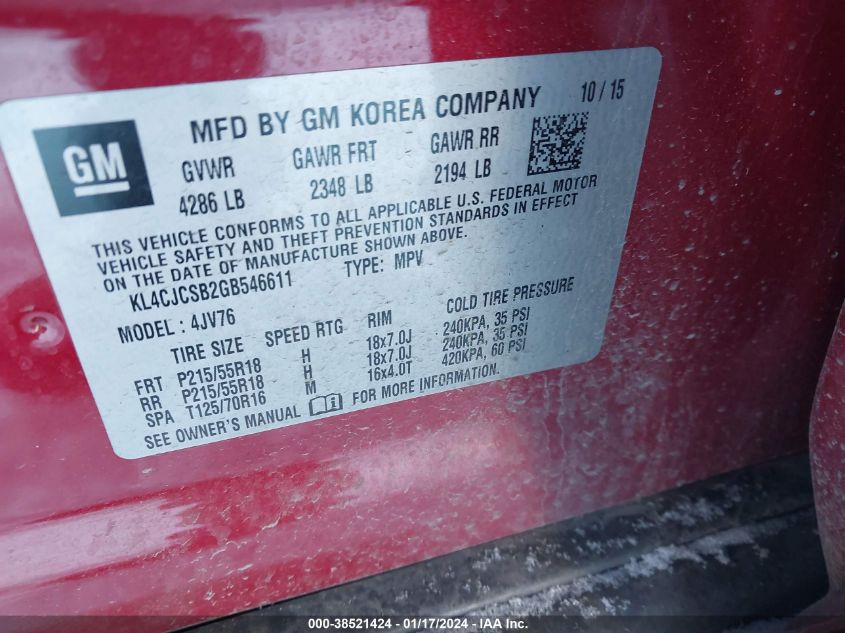 GM
MFD BY GM KOREA COMPANY 10 / 15
GVWR GAWR FRT GAWR RR
4286 LB 2348 LB 2194 LB
THIS VEHICLE CONFORMS TO ALL APPLICABLE U.S. FEDERAL MOTOR
VEHICLE SAFETY AND THEFT PREVENTION STANDARDS IN EFFECT
ON THE DATE OF MANUFACTURE SHOWN ABOVE.
KL4CJCSB2GB546611 TYPE: MPV
MODEL : 4JV76
TIRE SIZE SPEED RTG RIM COLD TIRE PRESSURE
FRT P215/55R18 H 18x7.0J 240KPA, 35 PSI
RR P215/55R18 H 18x7.0J 240KPA, 35 PSI
SPA T125/70R16 M 16x4.0T 420KPA, 60 PSI
SEE OWNER'S MANUAL i FOR MORE INFORMATION.
000-38521424 - 01/17/2024 - IAAI, Inc.